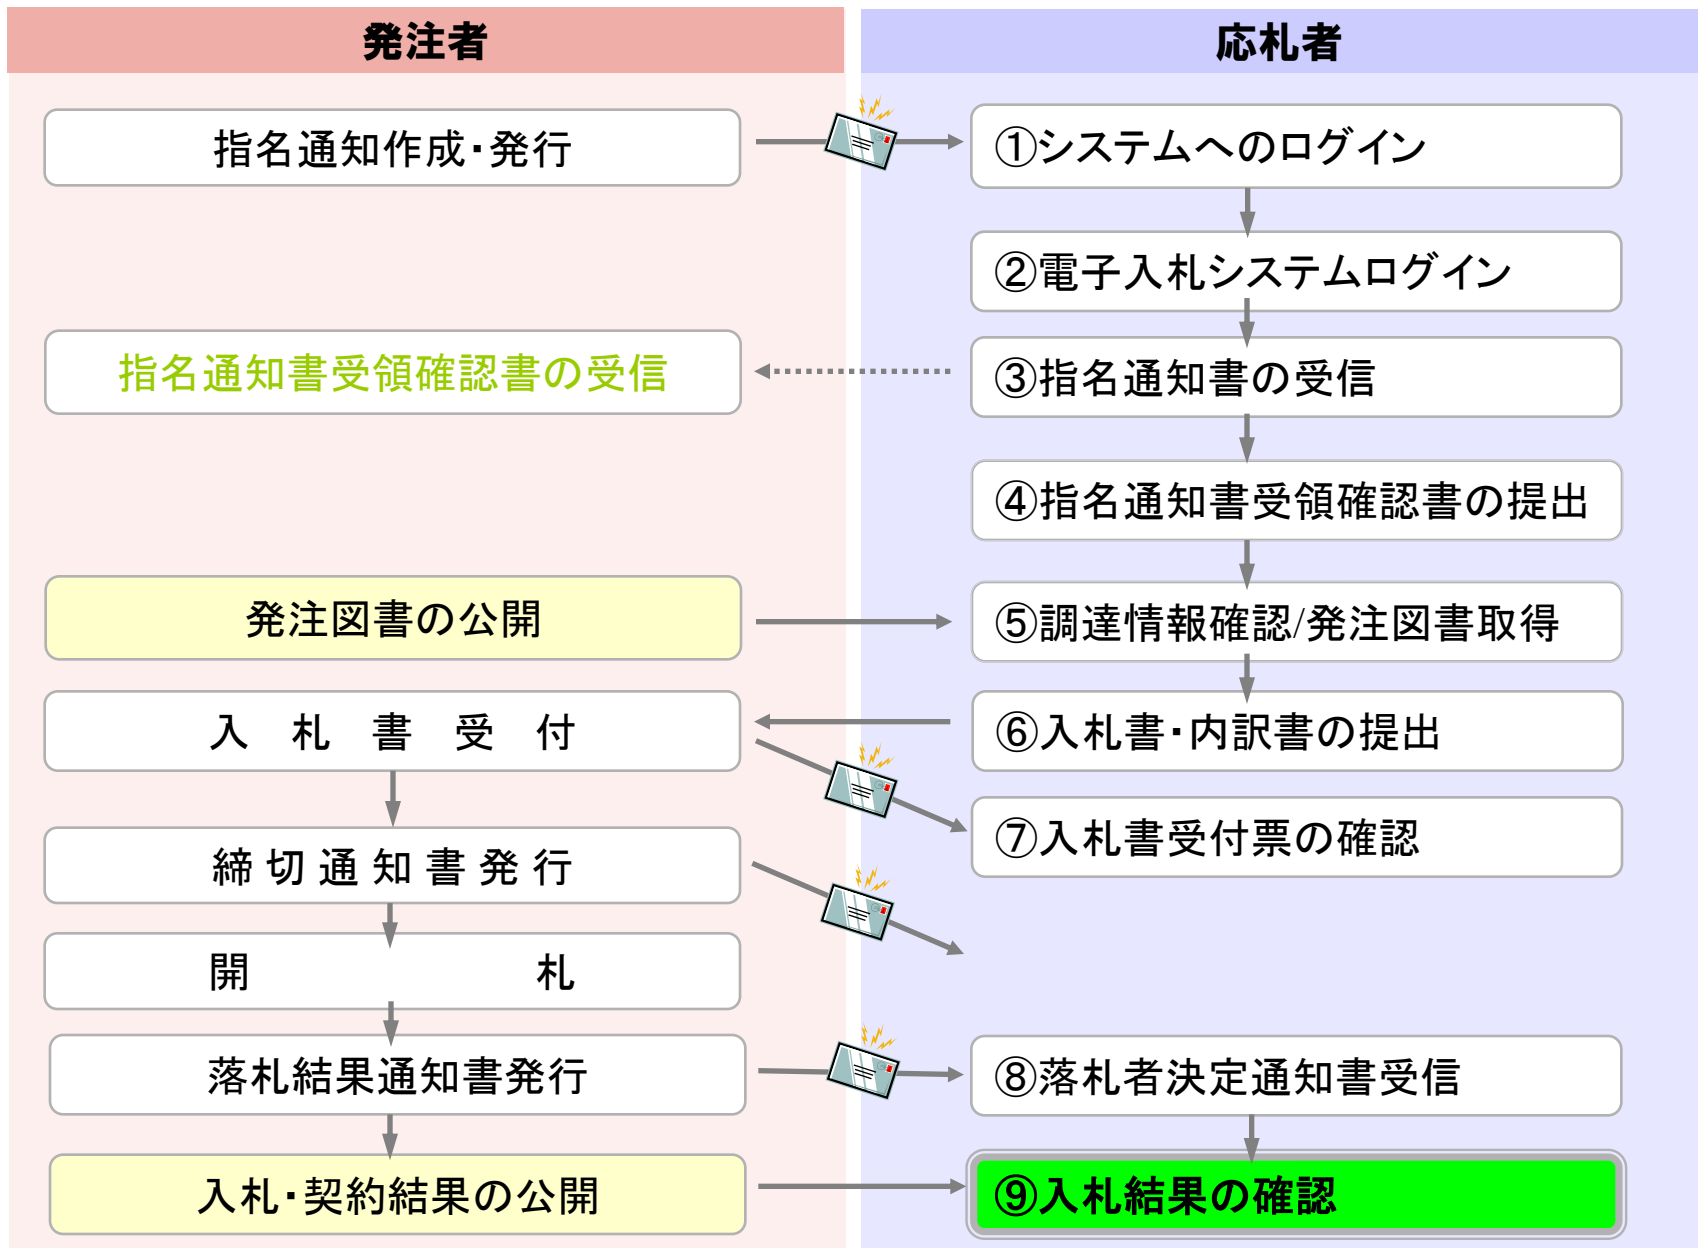 発注者
応札者
指名通知作成・発行
①システムへのログイン
②電子入札システムログイン
指名通知書受領確認書の受信
③指名通知書の受信
④指名通知書受領確認書の提出
発注図書の公開
⑤調達情報確認/発注図書取得
入 札 書 受 付
⑥入札書・内訳書の提出
⑦入札書受付票の確認
締切通知書発行
開 札
落札結果通知書発行
⑧落札者決定通知書受信
入札・契約結果の公開
⑨入札結果の確認